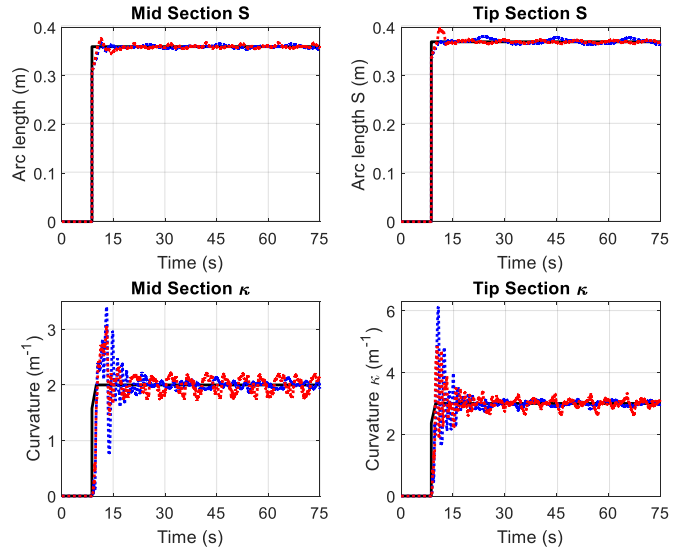 Mid Section S
Arc length (m)
0.4
0.3
0.2
0.1
0
0 15 30 45 60 75
Time (s)
Tip Section S
Arc length S (m)
0.4
0.3
0.2
0.1
0
0 15 30 45 60 75
Time (s)
Mid Section κ
Curvature (m⁻¹)
3
2
1
0
0 15 30 45 60 75
Time (s)
Tip Section κ
Curvature κ (m⁻¹)
6
4
2
0
0 15 30 45 60 75
Time (s)